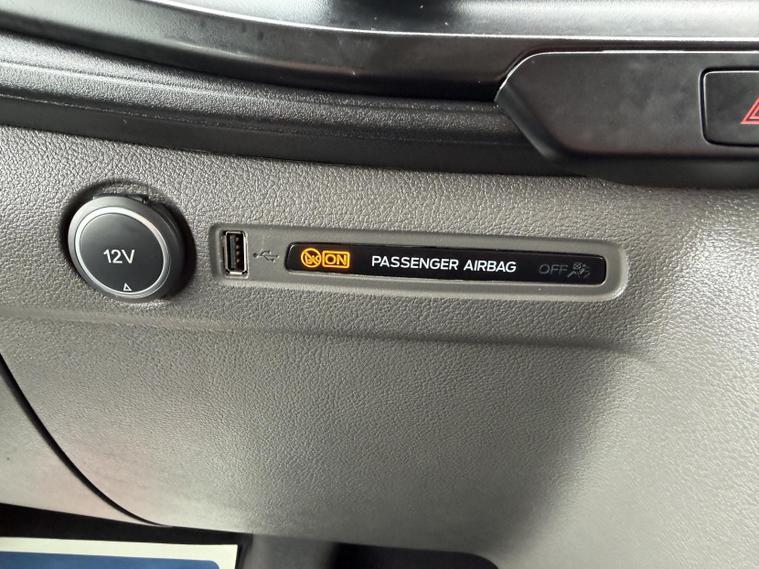 12V
ON PASSENGER AIRBAG OFF